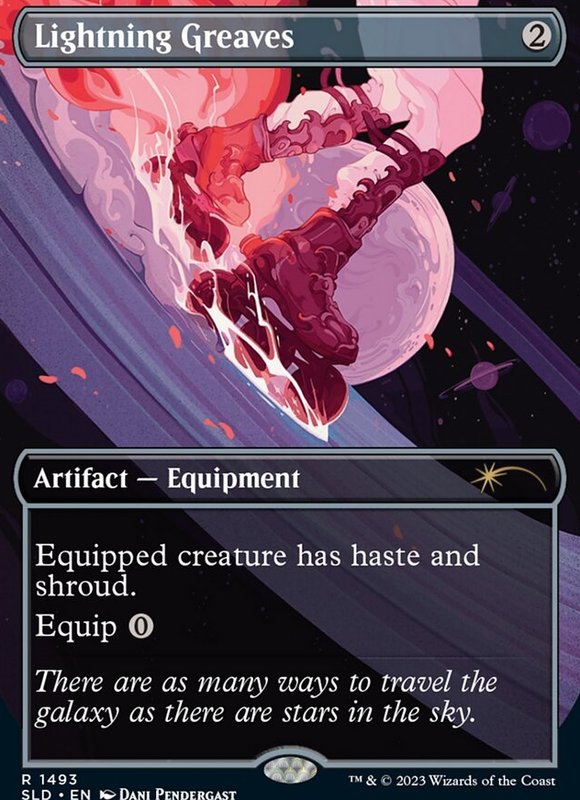 Lightning Greaves 2
Artifact — Equipment
Equipped creature has haste and
shroud.
Equip 0
There are as many ways to travel the
galaxy as there are stars in the sky.
R 1493
SLD • EN Dani Pendergast
™ & © 2023 Wizards of the Coast